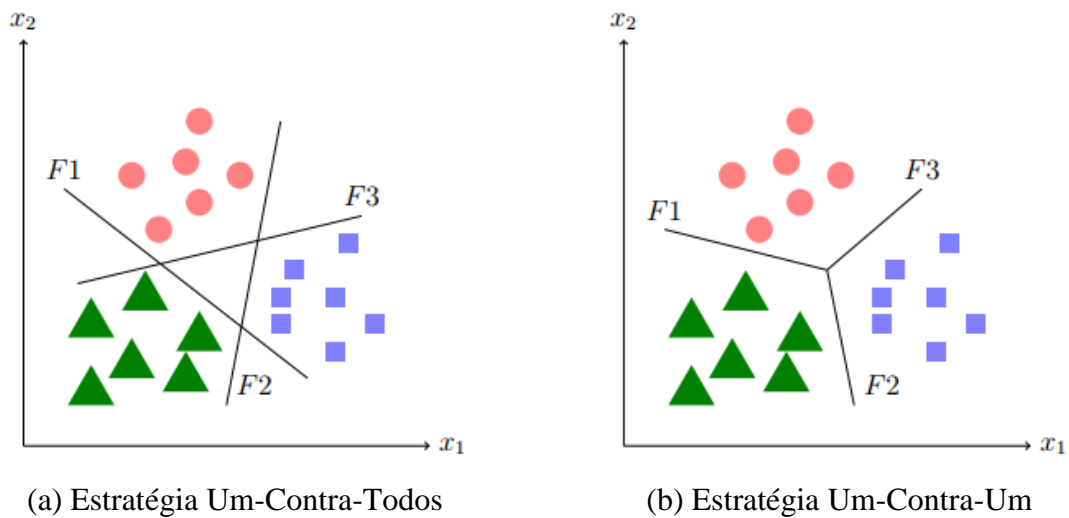 x₂
F1
F3
F2
x₁
(a) Estratégia Um-Contra-Todos
x₂
F1
F3
F2
x₁
(b) Estratégia Um-Contra-Um